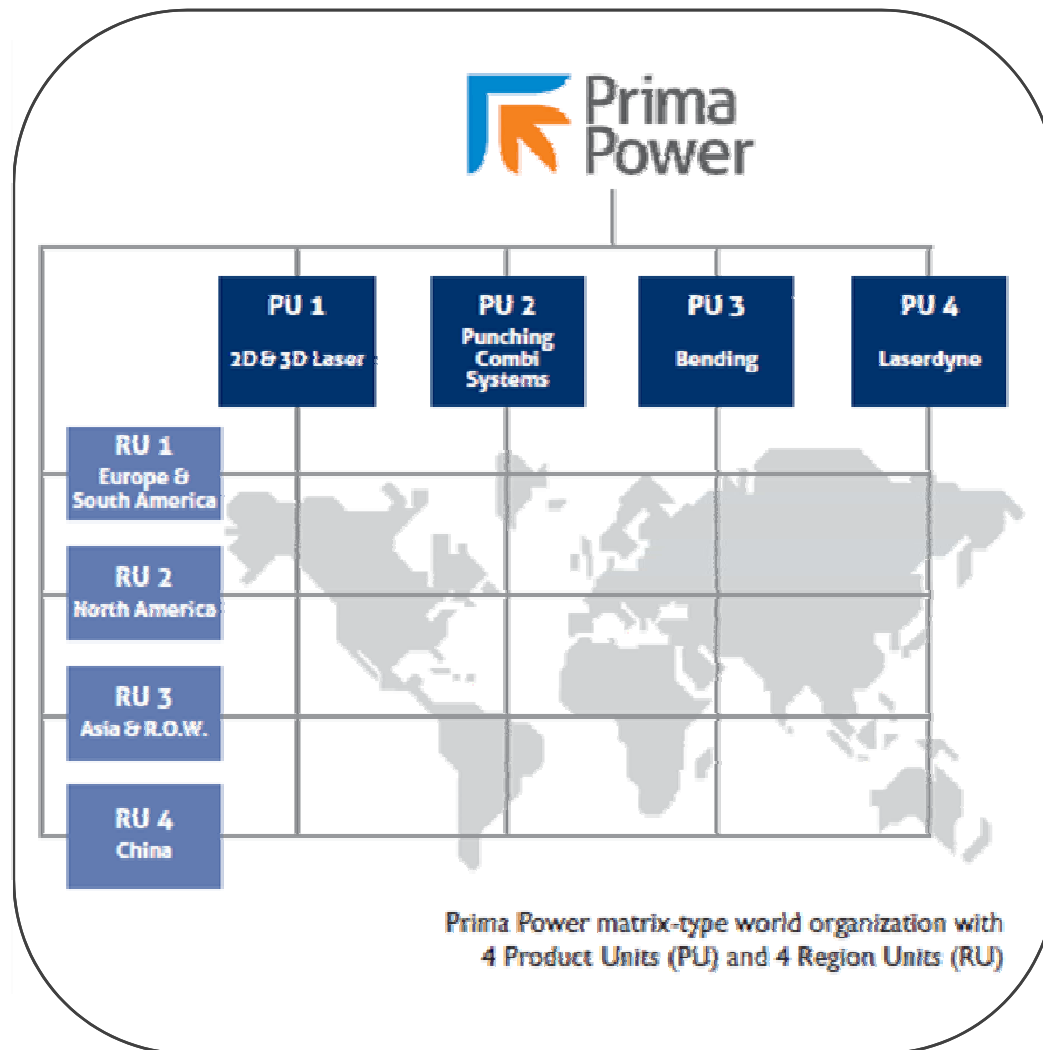 Prima
Power
PU 1
2D & 3D Laser
PU 2
Punching
Combi
Systems
PU 3
Bending
PU 4
Laserdyne
RU 1
Europe &
South America
RU 2
North America
RU 3
Asia & R.O.W.
RU 4
China
Prima Power matrix-type world organization with
4 Product Units (PU) and 4 Region Units (RU)